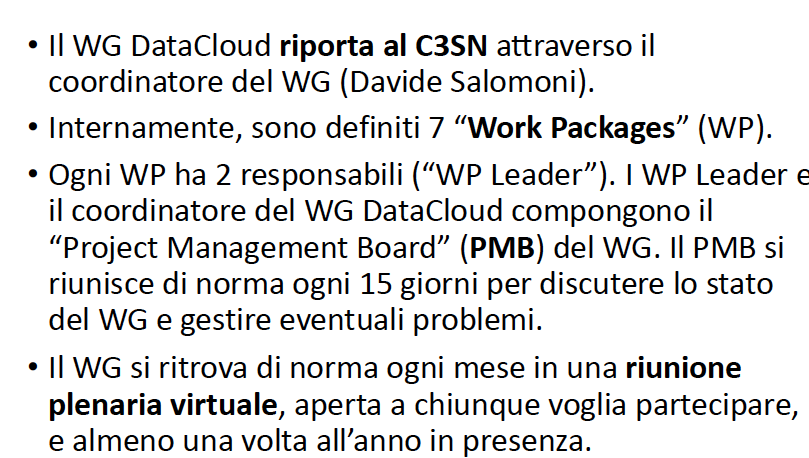 • Il WG DataCloud riporta al C3SN attraverso il
coordinatore del WG (Davide Salomoni).
• Internamente, sono definiti 7 “Work Packages” (WP).
• Ogni WP ha 2 responsabili (“WP Leader”). I WP Leader e
il coordinatore del WG DataCloud compongono il
“Project Management Board” (PMB) del WG. Il PMB si
riunisce di norma ogni 15 giorni per discutere lo stato
del WG e gestire eventuali problemi.
• Il WG si ritrova di norma ogni mese in una riunione
plenaria virtuale, aperta a chiunque voglia partecipare,
e almeno una volta all’anno in presenza.